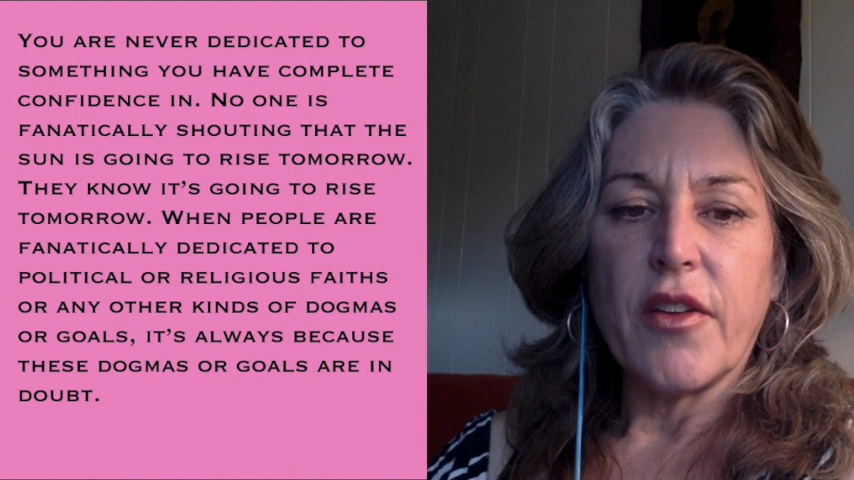 You are never dedicated to
something you have complete
confidence in. No one is
fanatically shouting that the
sun is going to rise tomorrow.
They know it’s going to rise
tomorrow. When people are
fanatically dedicated to
political or religious faiths
or any other kinds of dogmas
or goals, it’s always because
these dogmas or goals are in
doubt.